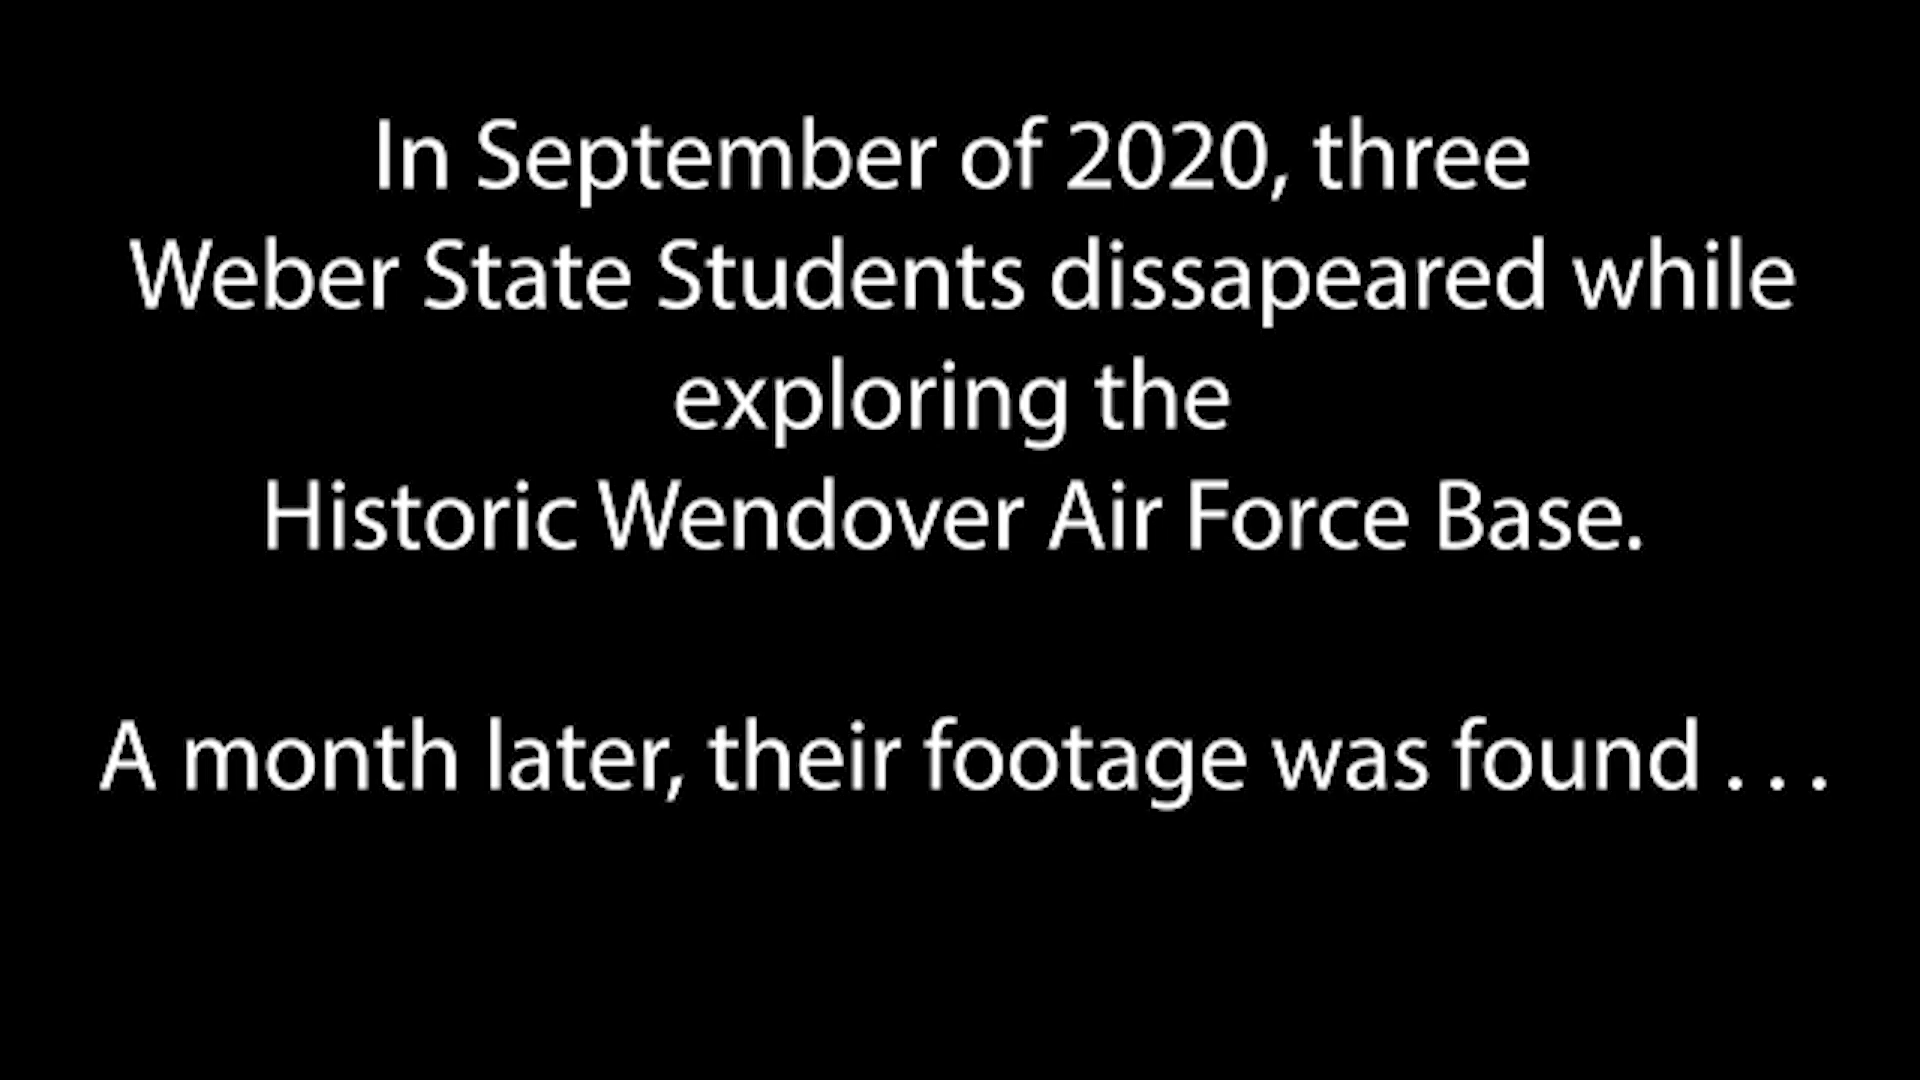 In September of 2020, three
Weber State Students dissapeared while
exploring the
Historic Wendover Air Force Base.
A month later, their footage was found . . .